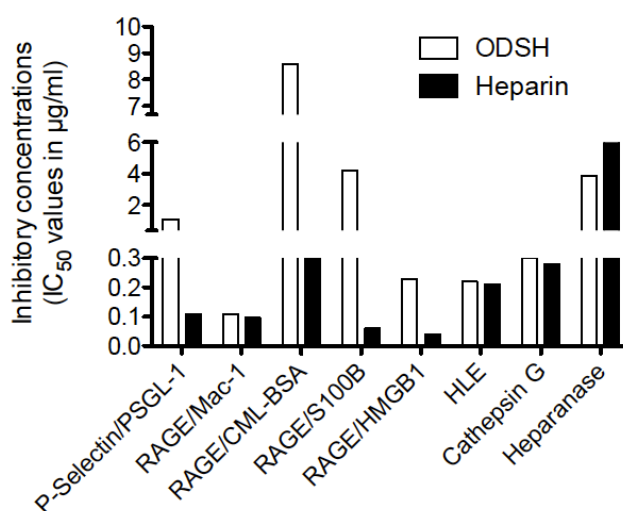 Inhibitory concentrations
(IC50 values in µg/ml)
10
9
8
7
6
4
2
0.3
0.2
0.1
0.0
ODSH
Heparin
P-Selectin/PSGL-1
RAGE/Mac-1
RAGE/CML-BSA
RAGE/S100B
RAGE/HMGB1
HLE
Cathepsin G
Heparanase